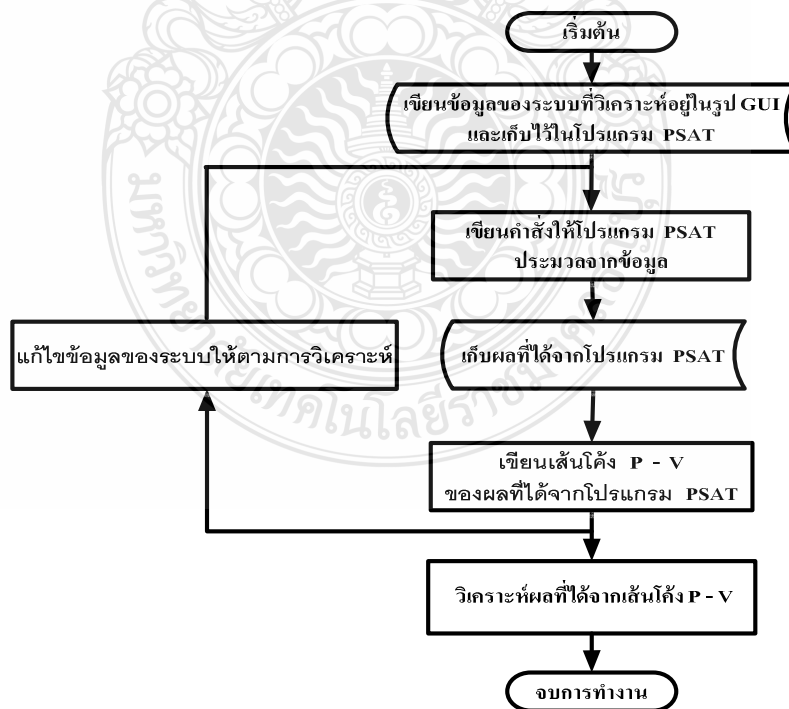 เริ่มต้น
เขียนข้อมูลของระบบที่วิเคราะห์อยู่ในรูป GUI
และเก็บไว้ในโปรแกรม PSAT
เขียนคำสั่งให้โปรแกรม PSAT
ประมวลจากข้อมูล
แก้ไขข้อมูลของระบบให้ตามการวิเคราะห์
เก็บผลที่ได้จากโปรแกรม PSAT
เขียนเส้นโค้ง P - V
ของผลที่ได้จากโปรแกรม PSAT
วิเคราะห์ผลที่ได้จากเส้นโค้ง P - V
จบการทำงาน